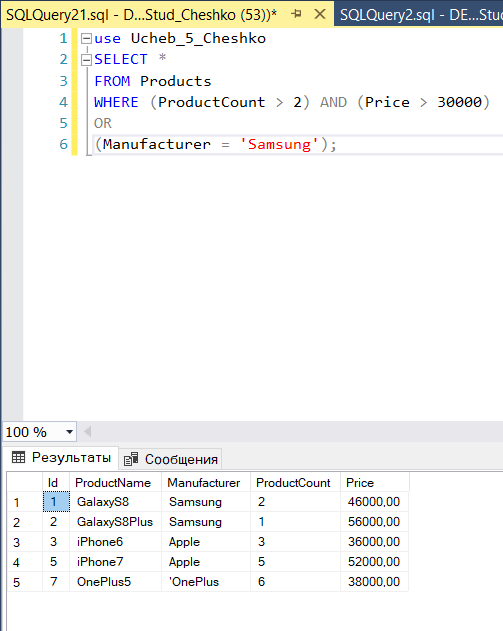 SQLQuery21.sql - D...Stud_Cheshko (53))* SQLQuery2.sql - DE...Stud
1 use Ucheb_5_Cheshko
2 SELECT *
3 FROM Products
4 WHERE (ProductCount > 2) AND (Price > 30000)
5 OR
6 (Manufacturer = 'Samsung');
100 %
Результаты Сообщения
Id ProductName Manufacturer ProductCount Price
1 1 GalaxyS8 Samsung 2 46000,00
2 2 GalaxyS8Plus Samsung 1 56000,00
3 3 iPhone6 Apple 3 36000,00
4 5 iPhone7 Apple 5 52000,00
5 7 OnePlus5 'OnePlus 6 38000,00